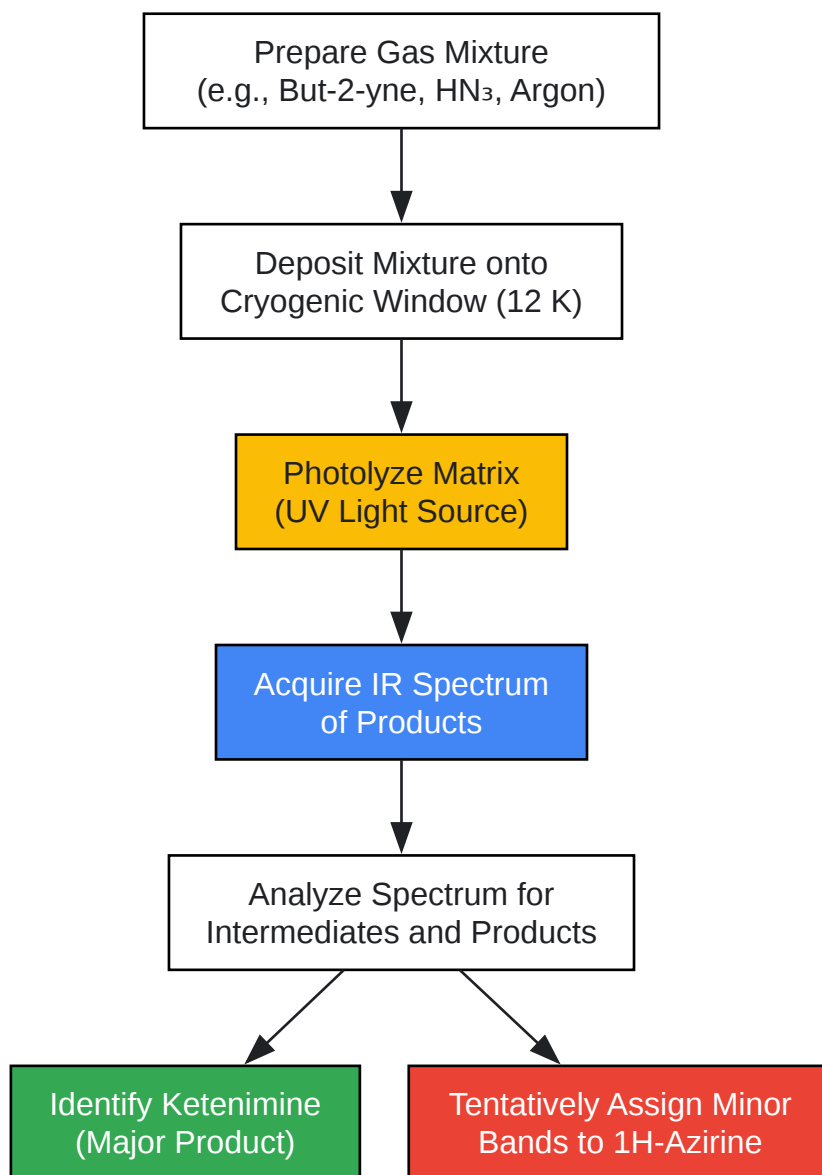 Prepare Gas Mixture
(e.g., But-2-yne, HN₃, Argon)
Deposit Mixture onto
Cryogenic Window (12 K)
Photolyze Matrix
(UV Light Source)
Acquire IR Spectrum
of Products
Analyze Spectrum for
Intermediates and Products
Identify Ketenimine
(Major Product)
Tentatively Assign Minor
Bands to 1H-Azirine